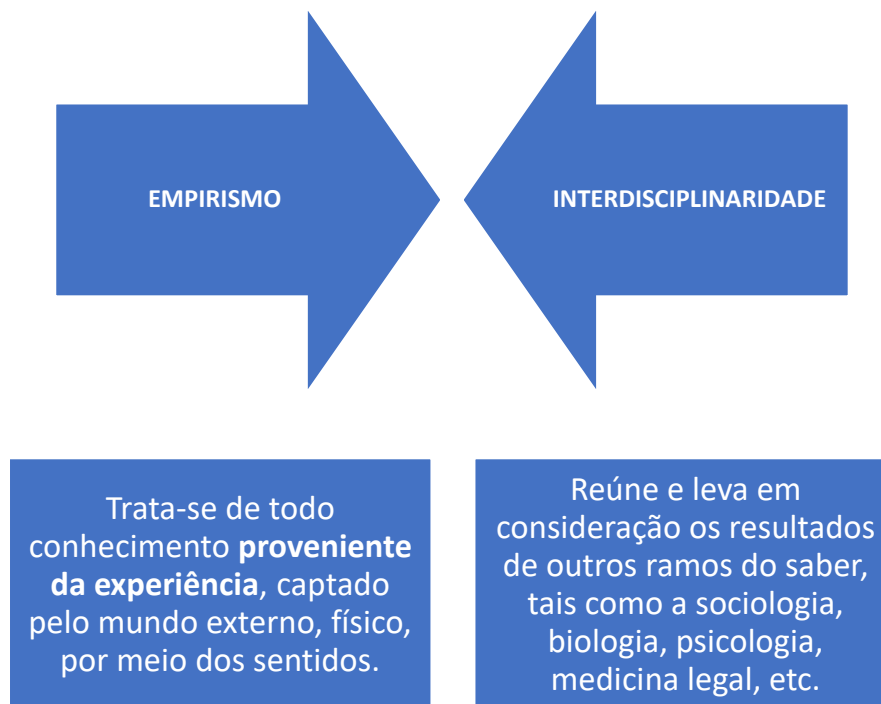 EMPIRISMO
INTERDISCIPLINARIDADE
Trata-se de todo
conhecimento proveniente
da experiência, captado
pelo mundo externo, físico,
por meio dos sentidos.
Reúne e leva em
consideração os resultados
de outros ramos do saber,
tais como a sociologia,
biologia, psicologia,
medicina legal, etc.